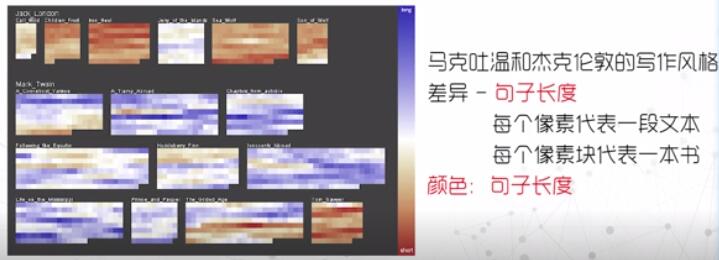 Jack London
Call_Wild Children_Frost Iron_Heel Jerry_of_the_Islands Sea_Wolf Son_of_Wolf
Mark_Twain
A_Connecticut_Yankee A_Tramp_Abroad Chapters_from_autobiv
Following_the_Equator Huckleberry_Finn Innocents_Abroad
Life_on_the_Mississippi Prince_and_Pauper The_Gilded_Age Tom_Sawyer
long
short
马克吐温和杰克伦敦的写作风格
差异 - 句子长度
每个像素代表一段文本
每个像素块代表一本书
颜色：句子长度